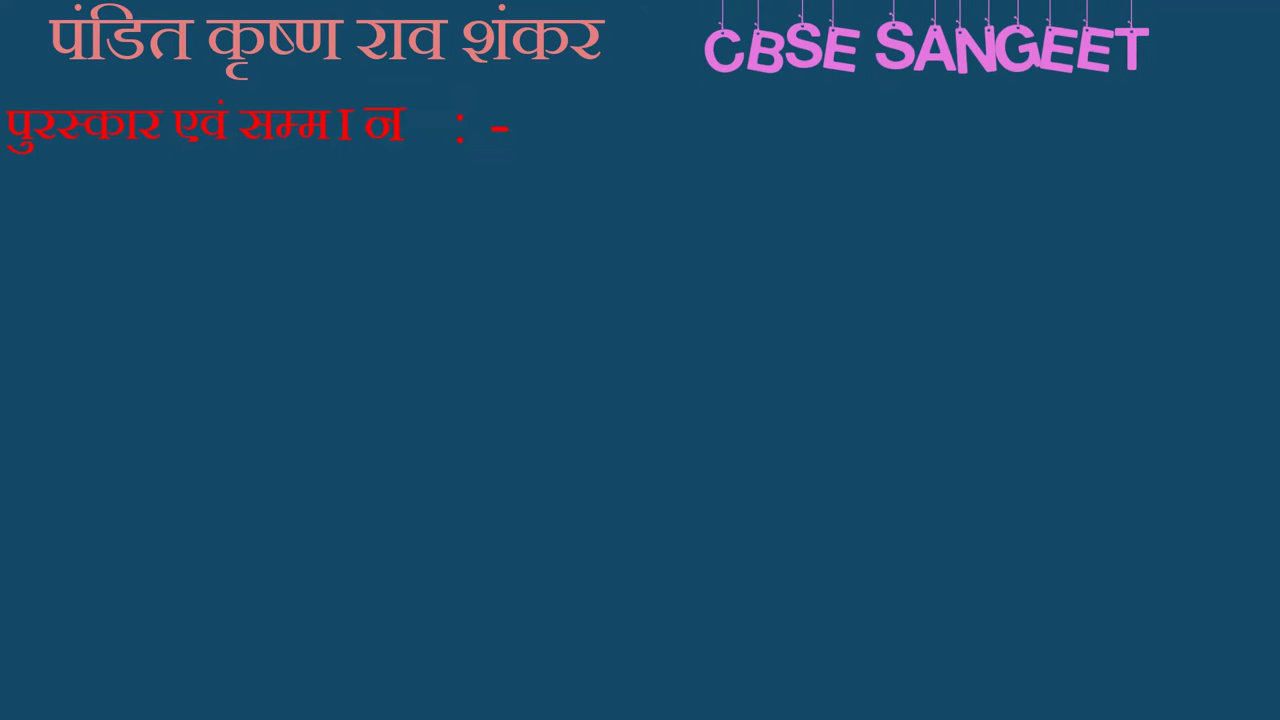 पंडित कृष्ण राव शंकर
CBSE SANGEET
पुरस्कार एवं सम्म I न : -